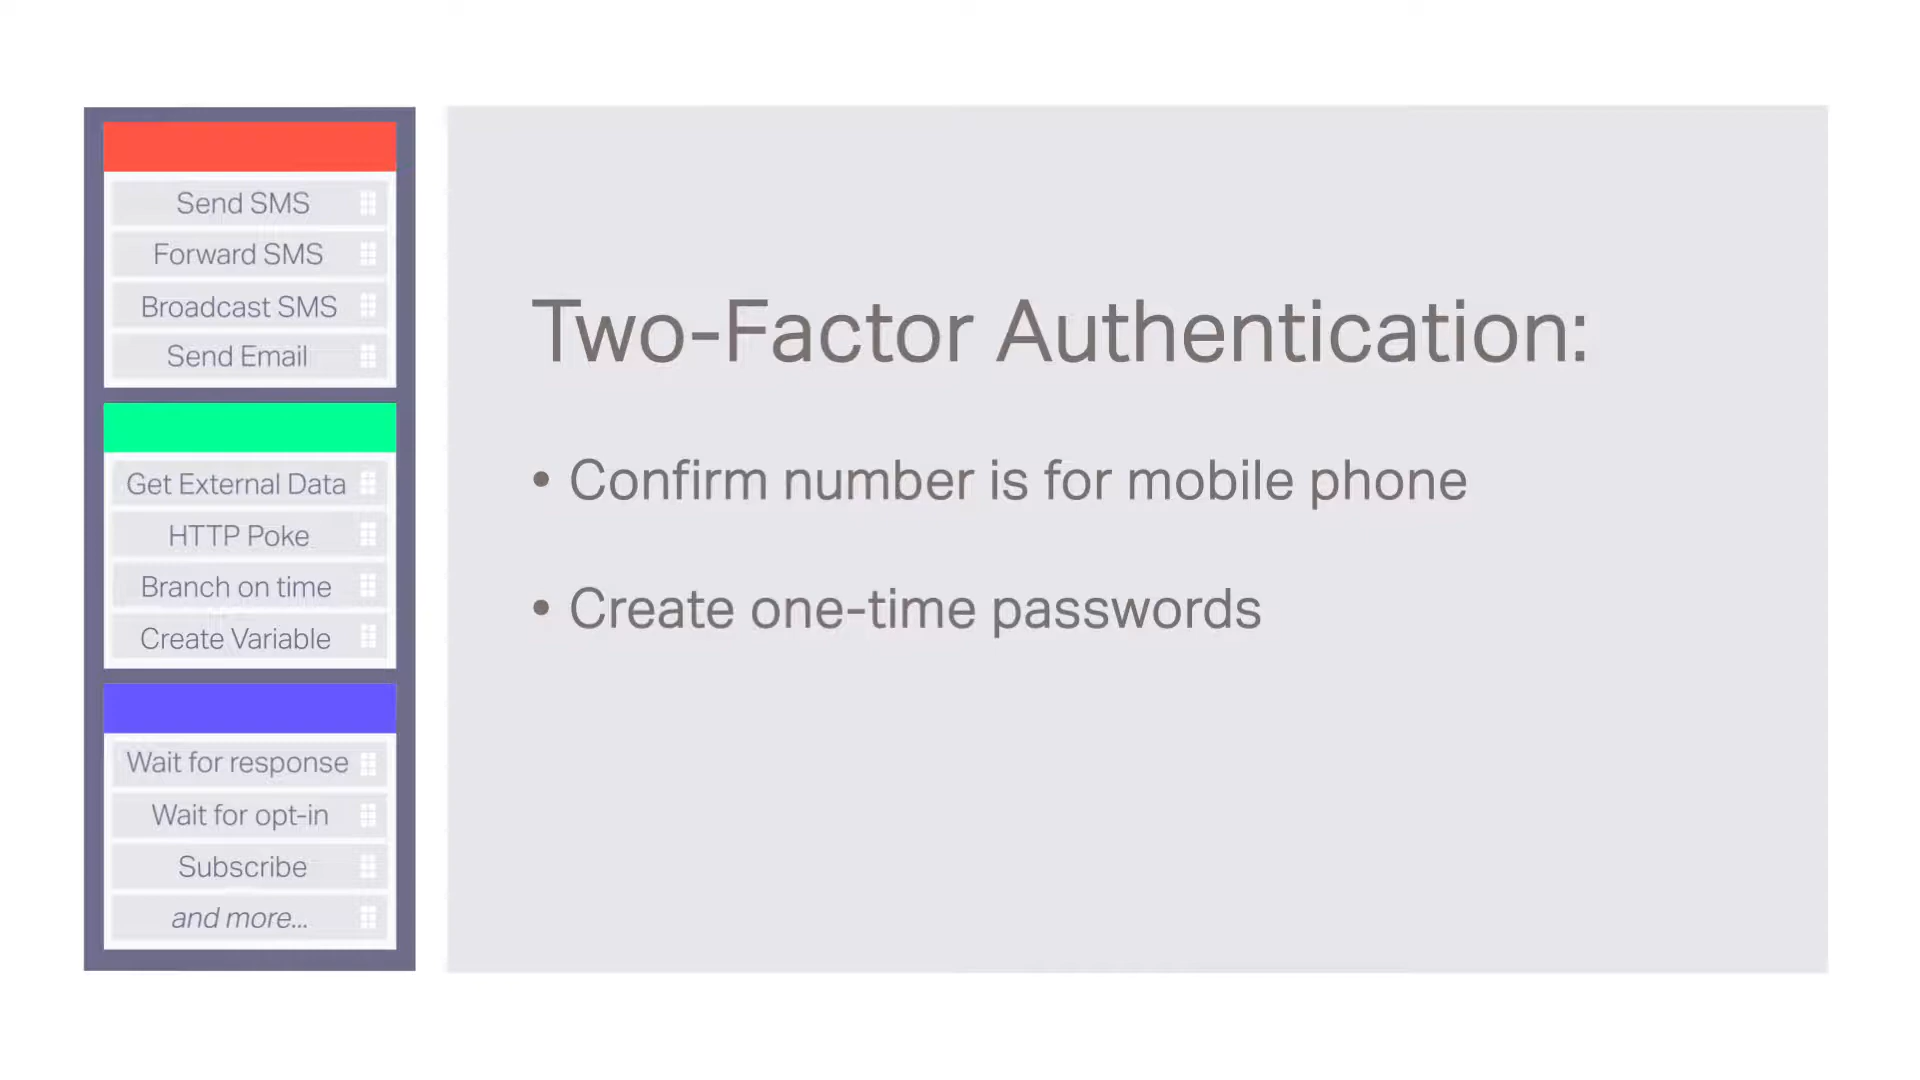 Send SMS
Forward SMS
Broadcast SMS
Send Email
Get External Data
HTTP Poke
Branch on time
Create Variable
Wait for response
Wait for opt-in
Subscribe
and more...
Two-Factor Authentication:
• Confirm number is for mobile phone
• Create one-time passwords